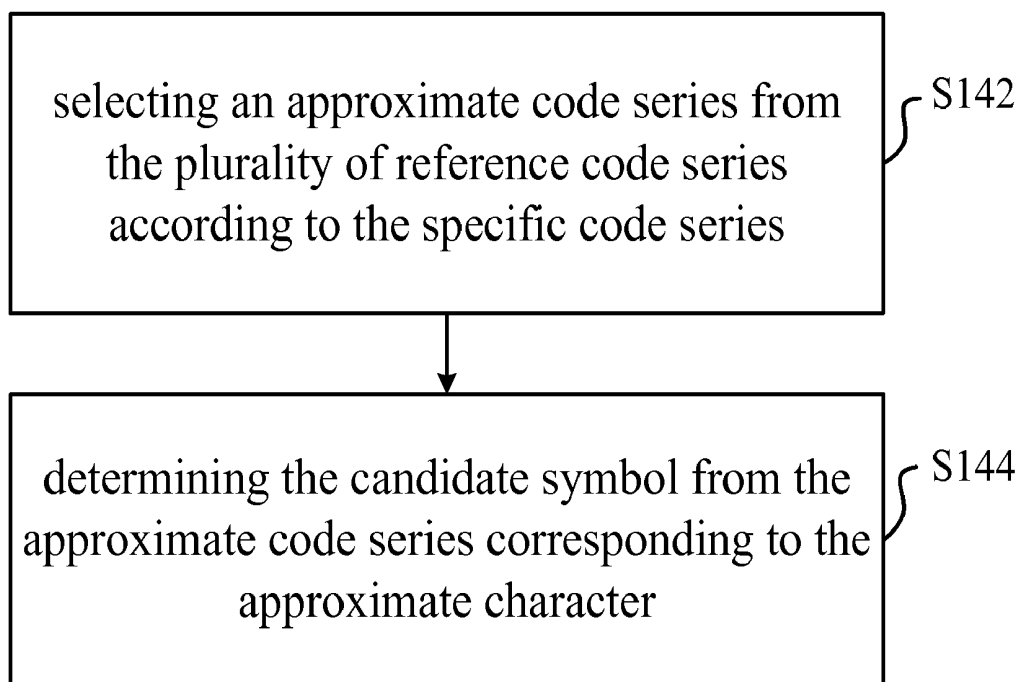 selecting an approximate code series from
the plurality of reference code series
according to the specific code series
S142
determining the candidate symbol from the
approximate code series corresponding to the
approximate character
S144